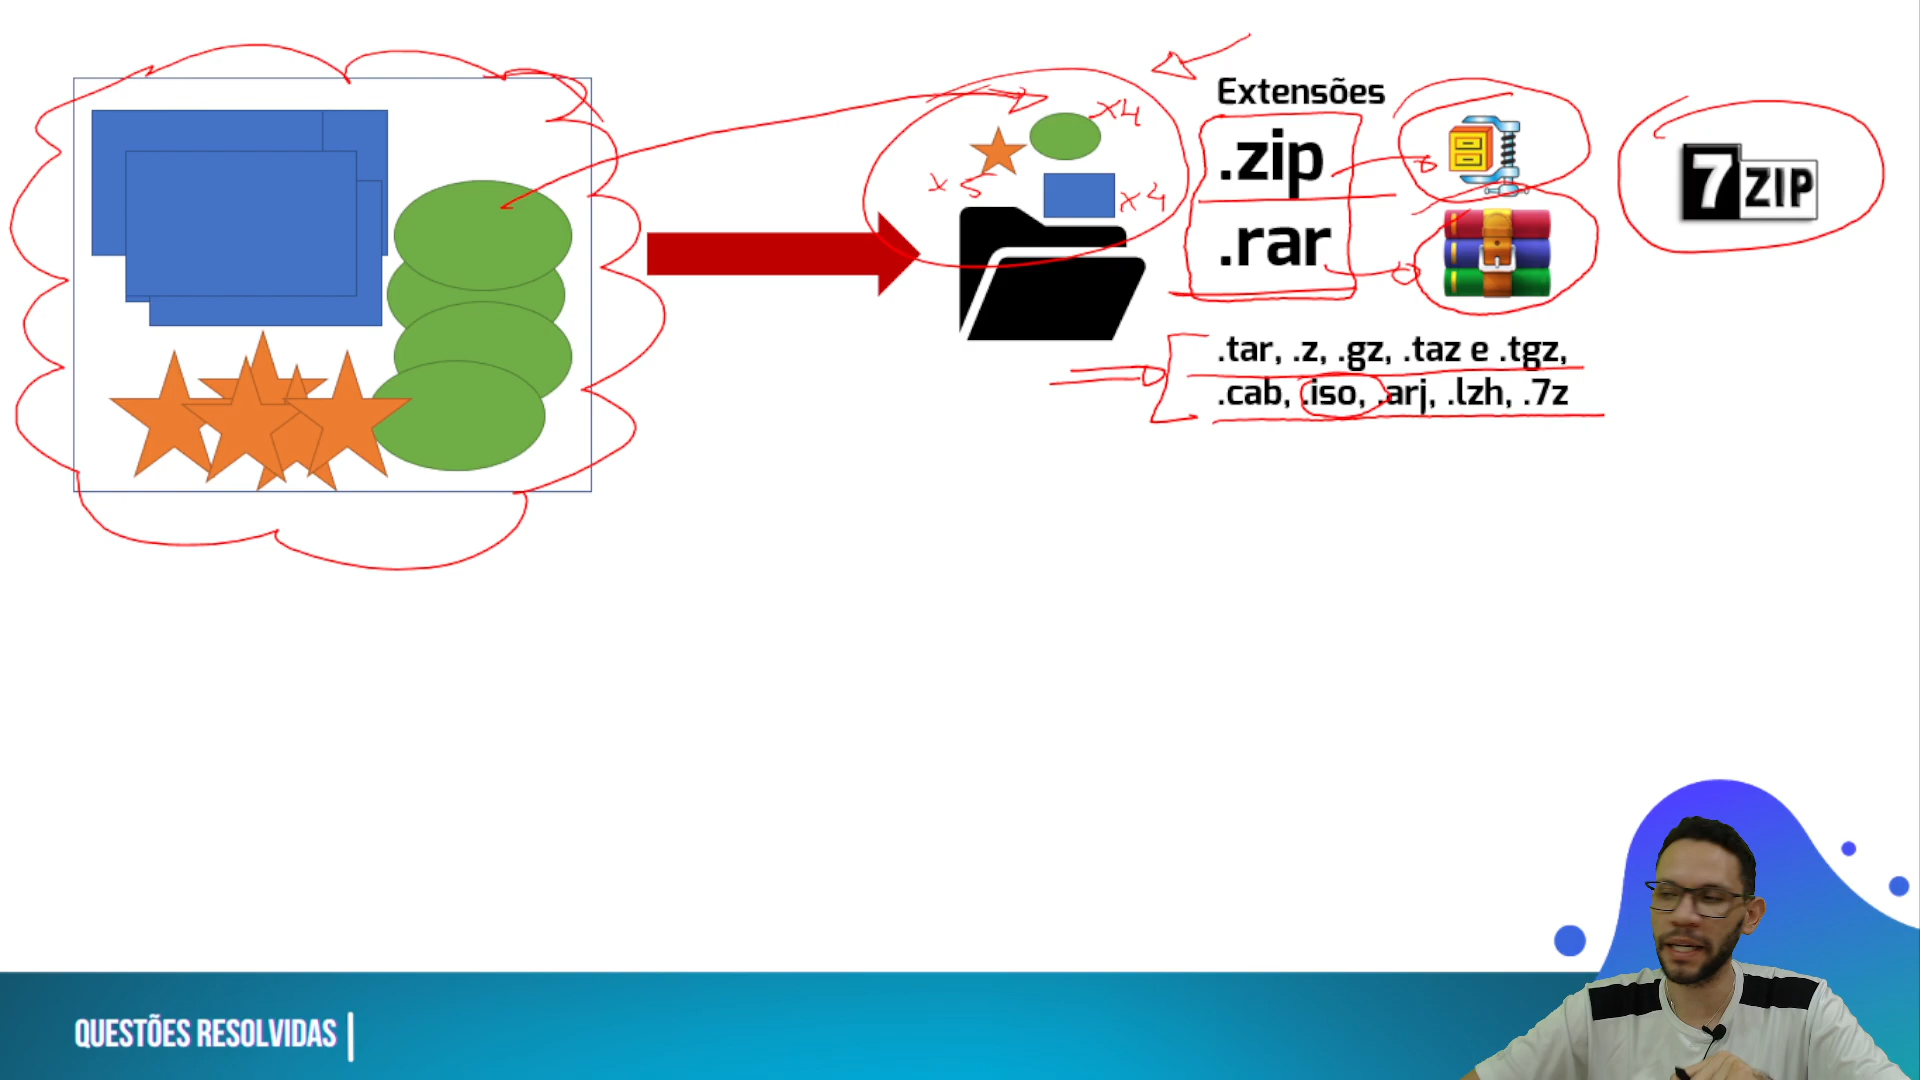 x4
Extensões
.zip
x5
x4
7ZIP
.rar
.tar, .z, .gz, .taz e .tgz,
.cab, .iso, .arj, .lzh, .7z
QUESTÕES RESOLVIDAS